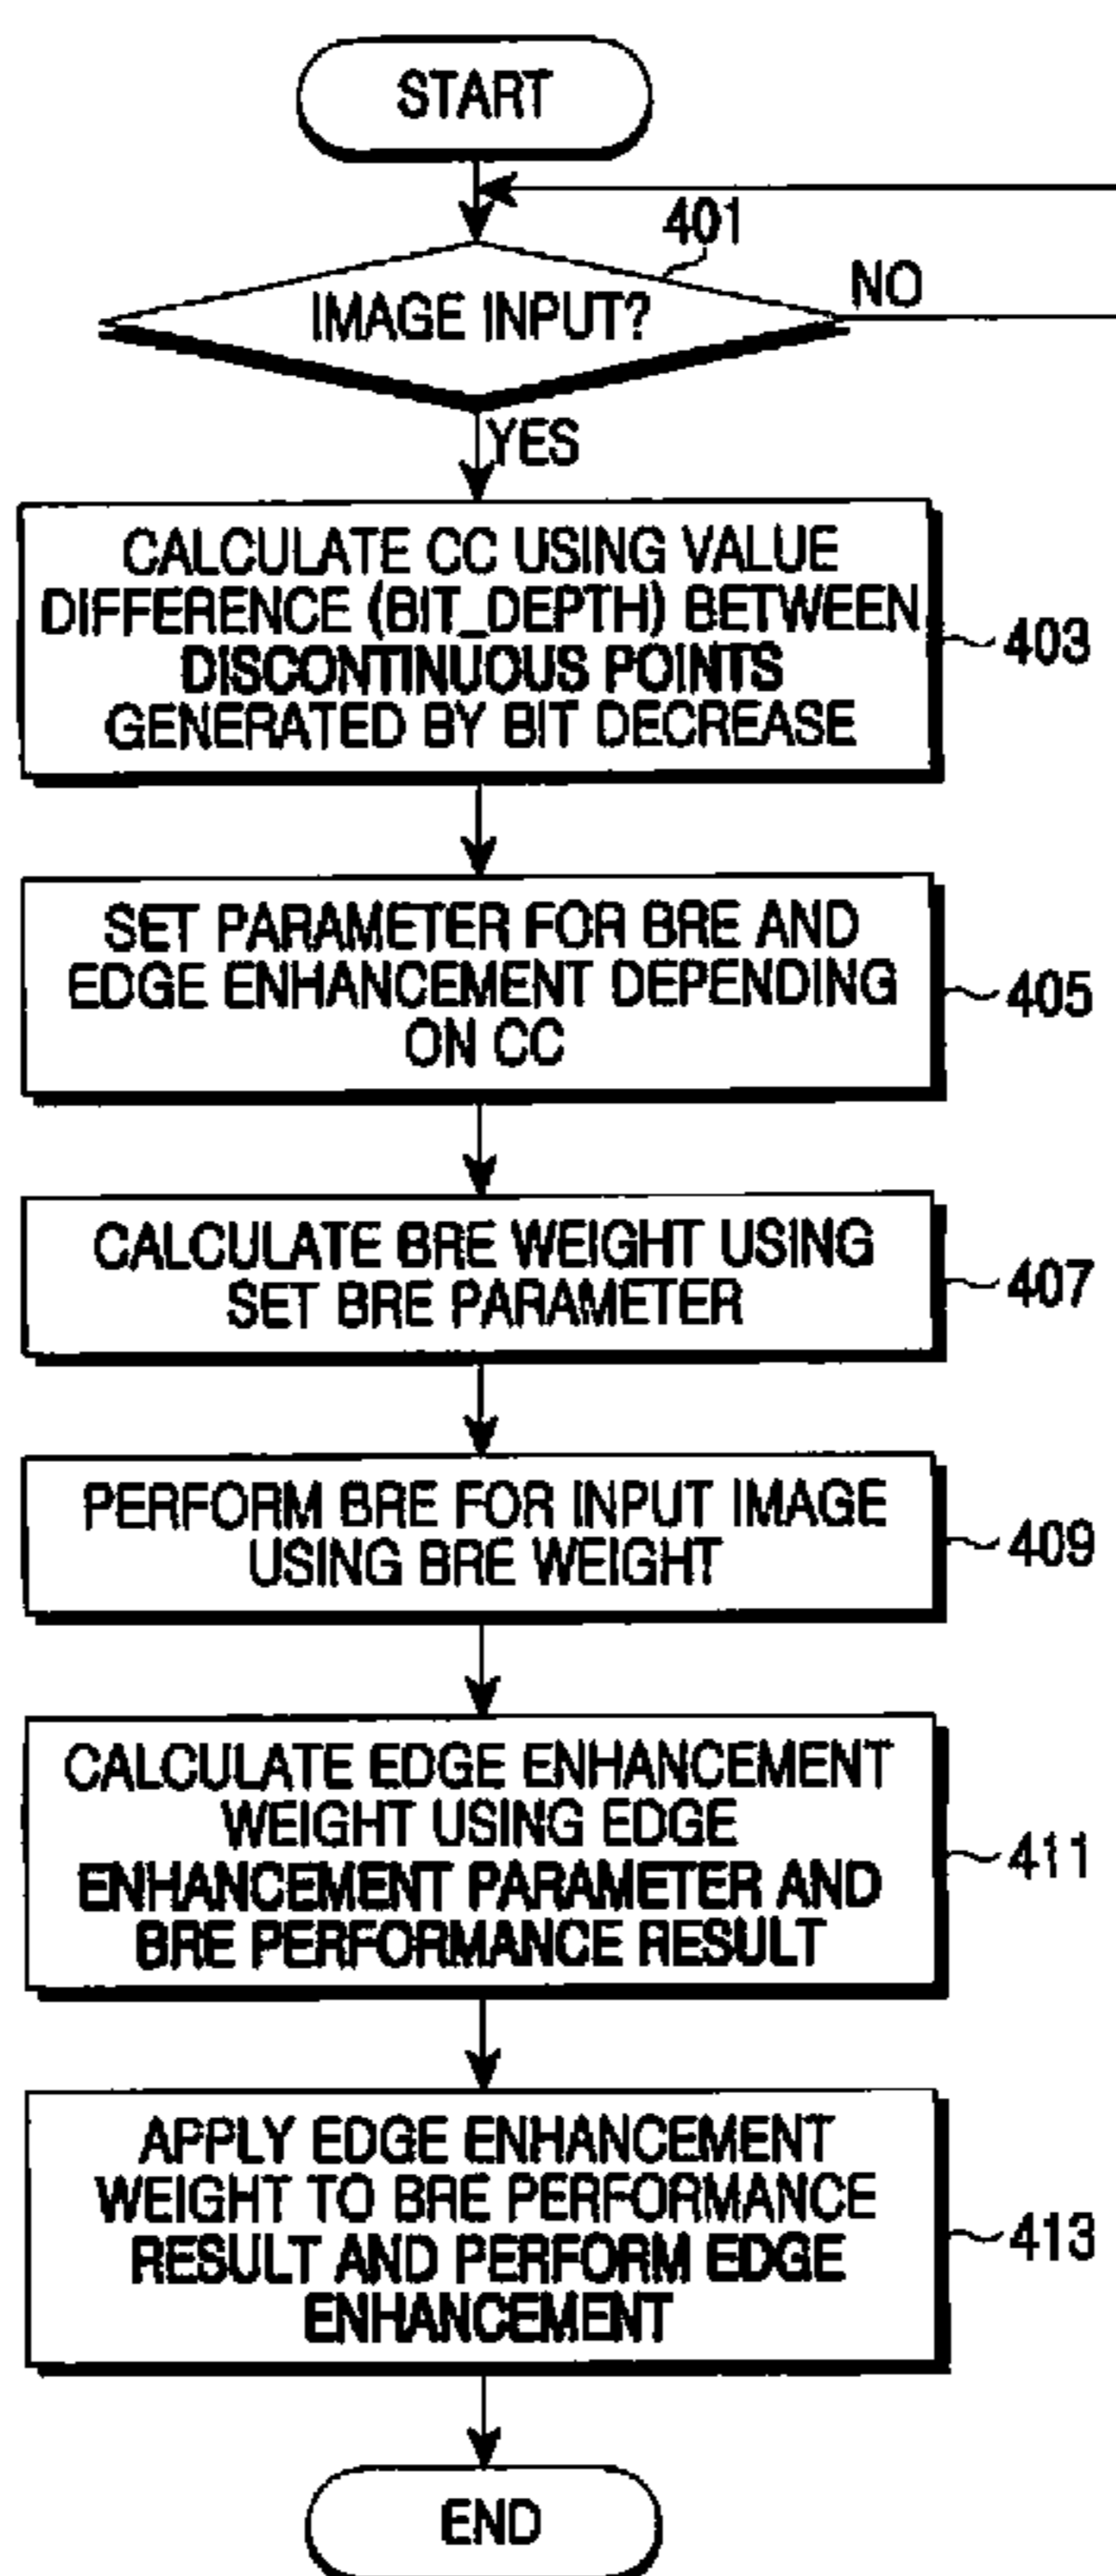 START
401
IMAGE INPUT?
NO
YES
CALCULATE CC USING VALUE
DIFFERENCE (BIT_DEPTH) BETWEEN
DISCONTINUOUS POINTS
GENERATED BY BIT DECREASE
403
SET PARAMETER FOR BRE AND
EDGE ENHANCEMENT DEPENDING
ON CC
405
CALCULATE BRE WEIGHT USING
SET BRE PARAMETER
407
PERFORM BRE FOR INPUT IMAGE
USING BRE WEIGHT
409
CALCULATE EDGE ENHANCEMENT
WEIGHT USING EDGE
ENHANCEMENT PARAMETER AND
BRE PERFORMANCE RESULT
411
APPLY EDGE ENHANCEMENT
WEIGHT TO BRE PERFORMANCE
RESULT AND PERFORM EDGE
ENHANCEMENT
413
END